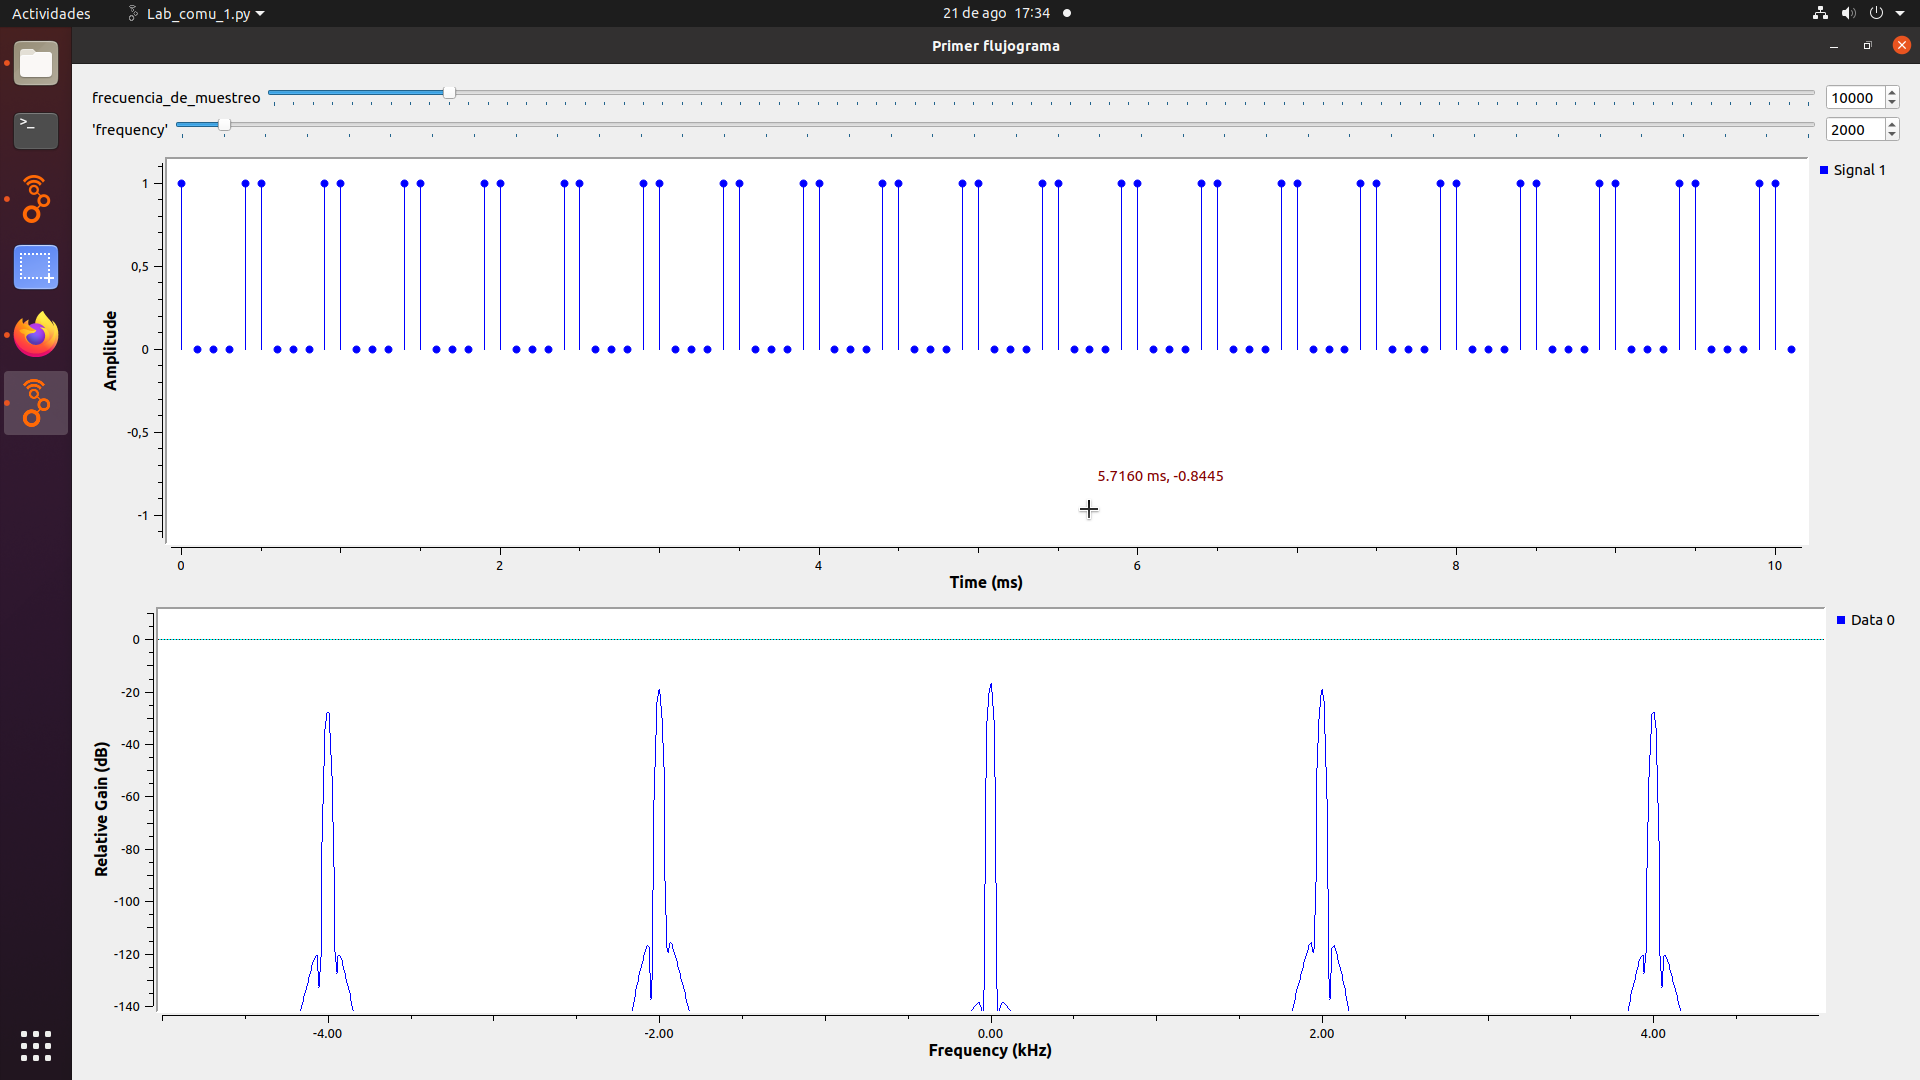 Actividades Lab_comu_1.py 21 de ago 17:34
Primer flujograma
frecuencia_de_muestreo 10000
'frequency' 2000
Signal 1
1
0,5
0
-0,5
-1
Amplitude
5.7160 ms, -0.8445
0 2 4 6 8 10
Time (ms)
Data 0
0
-20
-40
-60
-80
-100
-120
-140
Relative Gain (dB)
-4.00 -2.00 0.00 2.00 4.00
Frequency (kHz)